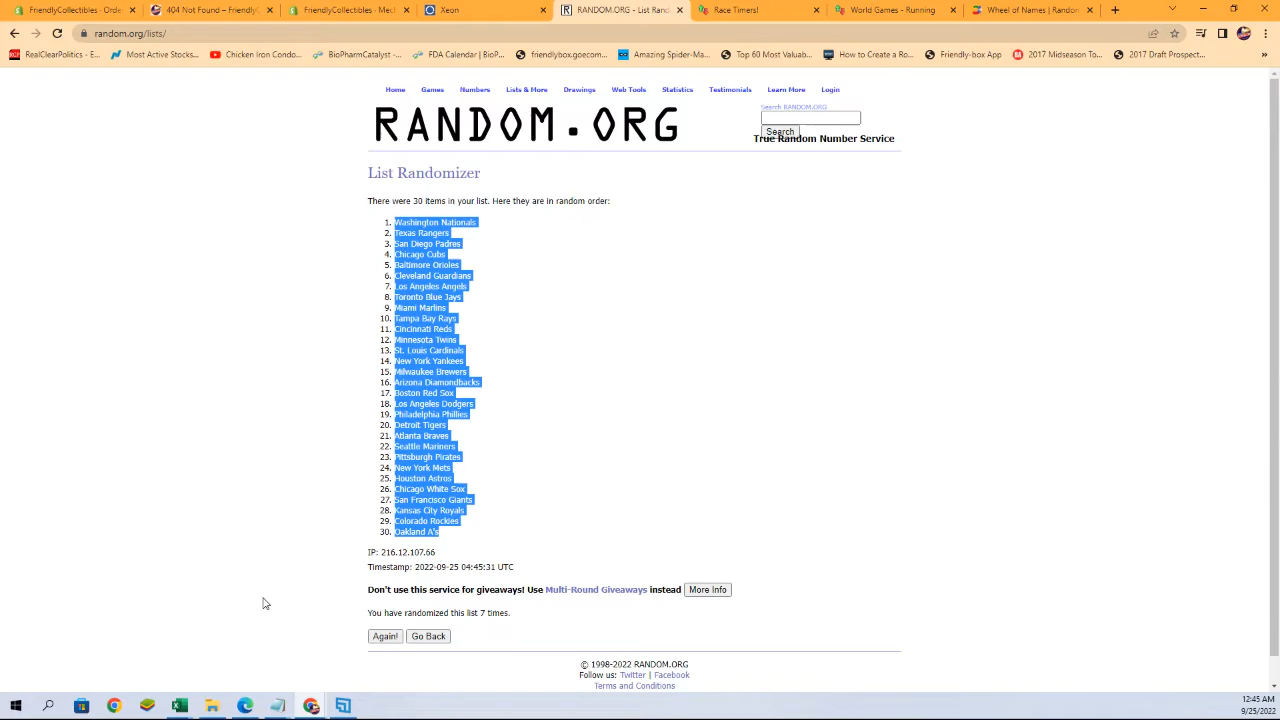 FriendlyCollectibles - Order
404 Not Found - FriendlyC
FriendlyCollectibles - Mech
Xeon
RANDOM.ORG - List Rando
Race Timers!
World Games - Running
Wheel of Names | Random
random.org/lists/
RealClearPolitics - E...
Most Active Stocks...
Chicken Iron Condo...
BioPharmCatalyst -...
FDA Calendar | BioP...
friendlybox.goecom...
Amazing Spider-Ma...
Top 60 Most Valuab...
How to Create a Ro...
Friendly-box App
2017 Midseason To...
2017 Draft Prospect...
Home Games Numbers Lists & More Drawings Web Tools Statistics Testimonials Learn More Login
RANDOM.ORG
Search RANDOM.ORG
Search
True Random Number Service
List Randomizer
There were 30 items in your list. Here they are in random order:
1. Washington Nationals
2. Texas Rangers
3. San Diego Padres
4. Chicago Cubs
5. Baltimore Orioles
6. Cleveland Guardians
7. Los Angeles Angels
8. Toronto Blue Jays
9. Miami Marlins
10. Tampa Bay Rays
11. Cincinnati Reds
12. Minnesota Twins
13. St. Louis Cardinals
14. New York Yankees
15. Milwaukee Brewers
16. Arizona Diamondbacks
17. Boston Red Sox
18. Los Angeles Dodgers
19. Philadelphia Phillies
20. Detroit Tigers
21. Atlanta Braves
22. Seattle Mariners
23. Pittsburgh Pirates
24. New York Mets
25. Houston Astros
26. Chicago White Sox
27. San Francisco Giants
28. Kansas City Royals
29. Colorado Rockies
30. Oakland A's
IP: 216.12.107.66
Timestamp: 2022-09-25 04:45:31 UTC
Don't use this service for giveaways! Use Multi-Round Giveaways instead More Info
You have randomized this list 7 times.
Again! Go Back
© 1998-2022 RANDOM.ORG
Follow us: Twitter | Facebook
Terms and Conditions
12:45 AM
9/25/2022